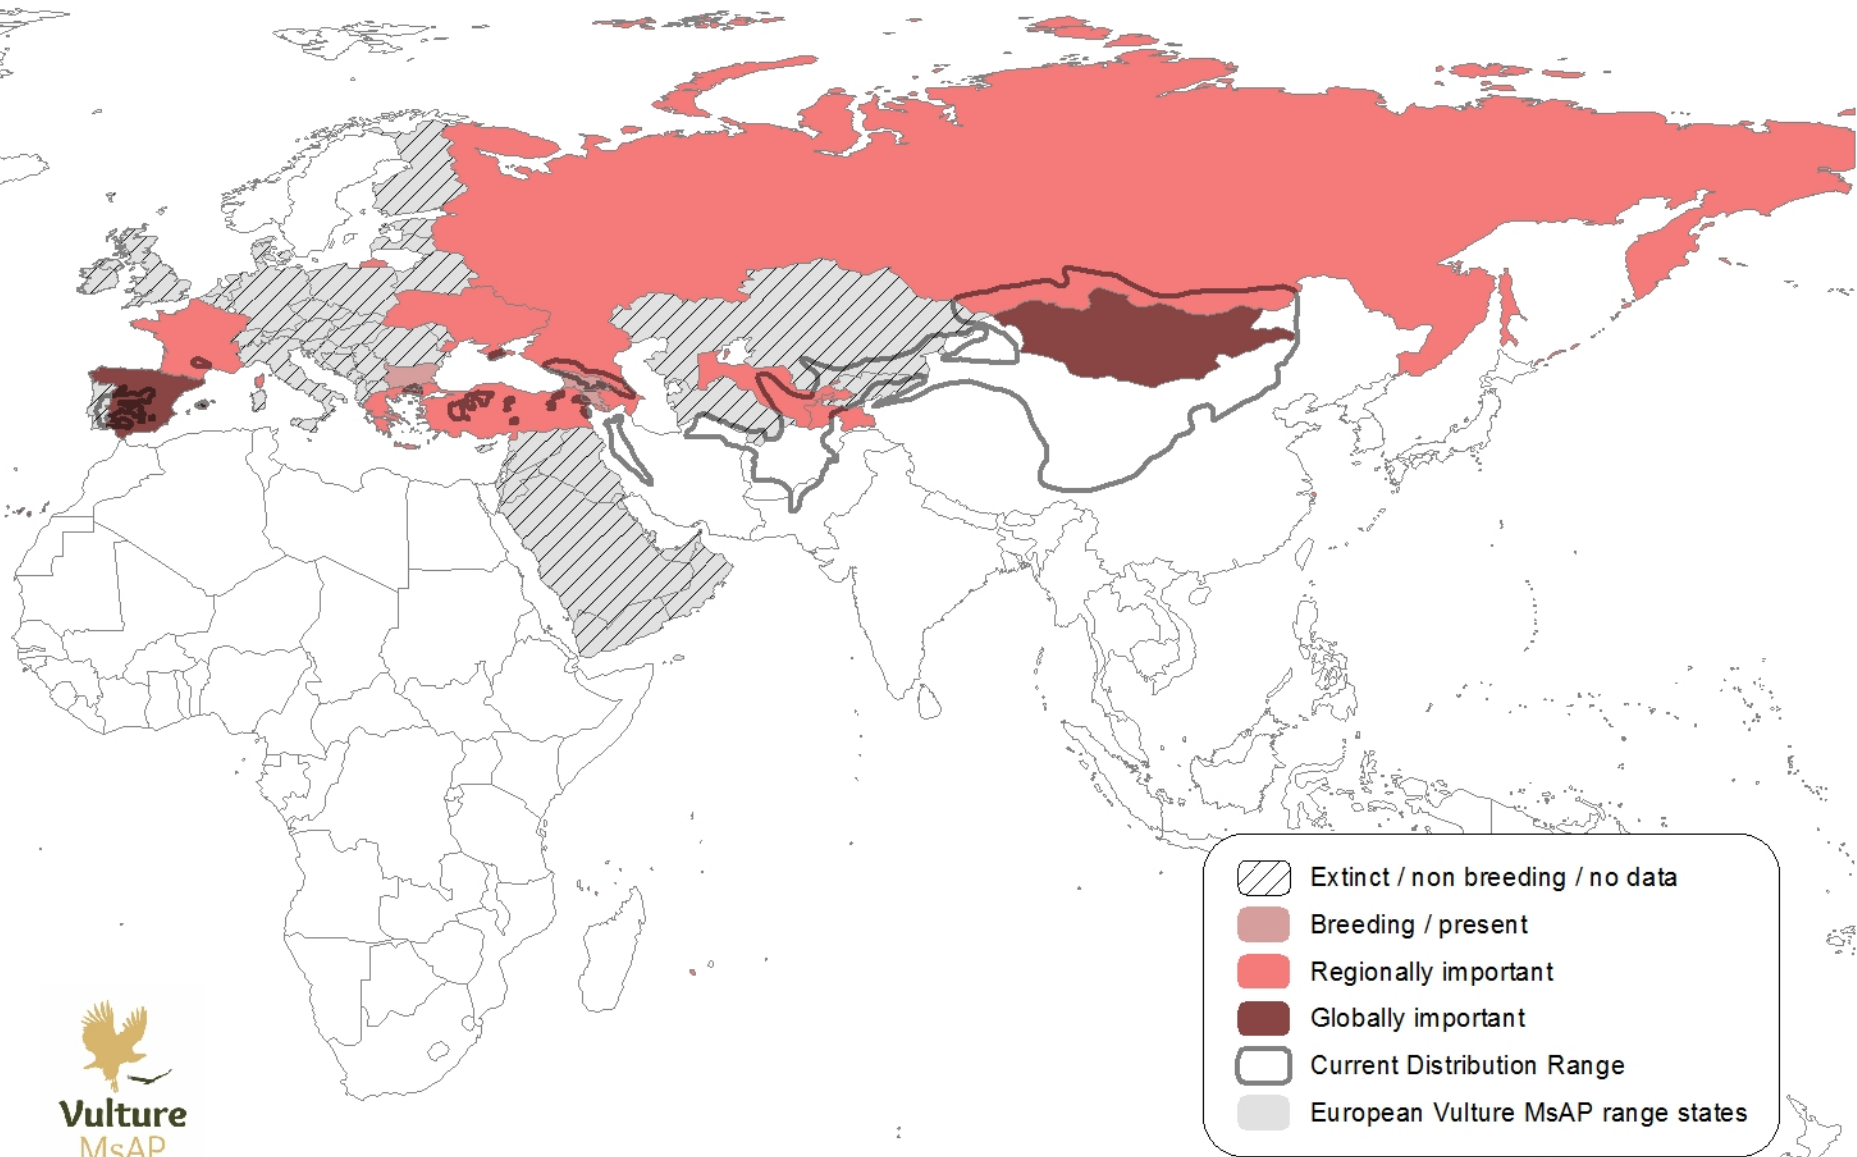 Extinct / non breeding / no data
Breeding / present
Regionally important
Globally important
Current Distribution Range
European Vulture MsAP range states
Vulture
MsAP